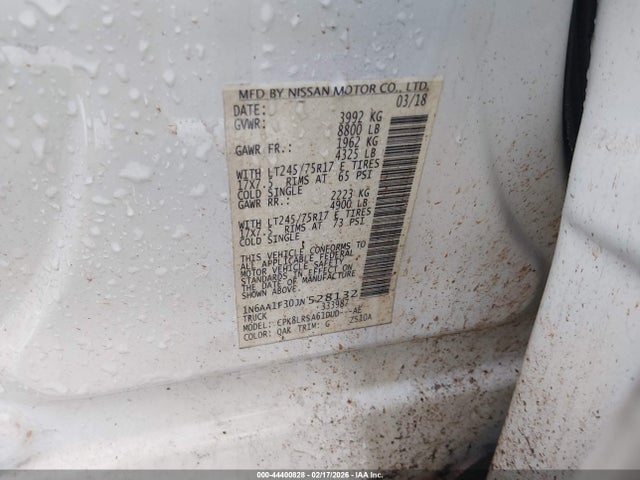 MFD BY NISSAN MOTOR CO., LTD.
DATE: 03/18
GVWR: 3992 KG
8800 LB
GAWR FR.: 1962 KG
4325 LB
WITH LT245/75R17 E TIRES
17X7.5 RIMS AT 65 PSI
COLD SINGLE
GAWR RR.: 2223 KG
4900 LB
WITH LT245/75R17 E TIRES
17X7.5 RIMS AT 73 PSI
COLD SINGLE
THIS VEHICLE CONFORMS TO
ALL APPLICABLE FEDERAL
MOTOR VEHICLE SAFETY
STANDARDS IN EFFECT ON THE
DATE OF MANUFACTURE
1N6AA1F30JN528132
TRUCK 333987
MODEL: CPK8LRSA61DUD---AE
COLOR: QAK TRIM: G 2510A
000-44400828 - 02/17/2026 - IAA Inc.